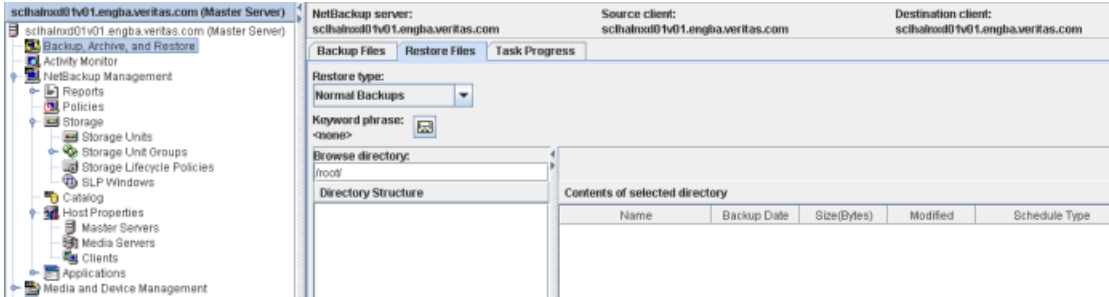 sclhalnxd01v01.engba.veritas.com (Master Server)
sclhalnxd01v01.engba.veritas.com (Master Server)
Backup, Archive, and Restore
Activity Monitor
NetBackup Management
Reports
Policies
Storage
Storage Units
Storage Unit Groups
Storage Lifecycle Policies
SLP Windows
Catalog
Host Properties
Master Servers
Media Servers
Clients
Applications
Media and Device Management
NetBackup server:
sclhalnxd01v01.engba.veritas.com
Source client:
sclhalnxd01v01.engba.veritas.com
Destination client:
sclhalnxd01v01.engba.veritas.com
Backup Files Restore Files Task Progress
Restore type:
Normal Backups
Keyword phrase:
<none>
Browse directory:
/root/
Directory Structure
Contents of selected directory
Name Backup Date Size(Bytes) Modified Schedule Type